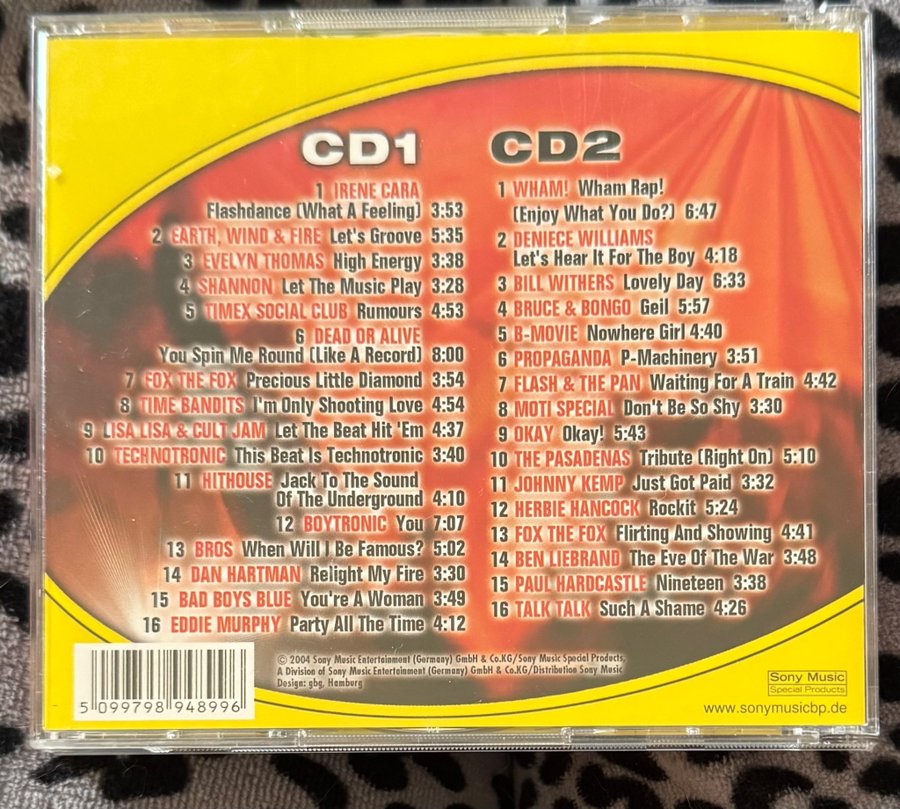 CD1
1 IRENE CARA
Flashdance (What A Feeling) 3:53
2 EARTH, WIND & FIRE Let's Groove 5:35
3 EVELYN THOMAS High Energy 3:38
4 SHANNON Let The Music Play 3:28
5 TIMEX SOCIAL CLUB Rumours 4:53
6 DEAD OR ALIVE
You Spin Me Round (Like A Record) 8:00
7 FOX THE FOX Precious Little Diamond 3:54
8 TIME BANDITS I'm Only Shooting Love 4:54
9 LISA LISA & CULT JAM Let The Beat Hit 'Em 4:37
10 TECHNOTRONIC This Beat Is Technotronic 3:40
11 HITHOUSE Jack To The Sound
Of The Underground 4:10
12 BOYTRONIC You 7:07
13 BROS When Will I Be Famous? 5:02
14 DAN HARTMAN Relight My Fire 3:30
15 BAD BOYS BLUE You're A Woman 3:49
16 EDDIE MURPHY Party All The Time 4:12
CD2
1 WHAM! Wham Rap!
(Enjoy What You Do?) 6:47
2 DENIECE WILLIAMS
Let's Hear It For The Boy 4:18
3 BILL WITHERS Lovely Day 6:33
4 BRUCE & BONGO Geil 5:57
5 B-MOVIE Nowhere Girl 4:40
6 PROPAGANDA P-Machinery 3:51
7 FLASH & THE PAN Waiting For A Train 4:42
8 MOTI SPECIAL Don't Be So Shy 3:30
9 OKAY Okay! 5:43
10 THE PASADENAS Tribute (Right On) 5:10
11 JOHNNY KEMP Just Got Paid 3:32
12 HERBIE HANCOCK Rockit 5:24
13 FOX THE FOX Flirting And Showing 4:41
14 BEN LIEBRAND The Eve Of The War 3:48
15 PAUL HARDCASTLE Nineteen 3:38
16 TALK TALK Such A Shame 4:26
© 2004 Sony Music Entertainment (Germany) GmbH & Co.KG/Sony Music Special Products,
A Division of Sony Music Entertainment (Germany) GmbH & Co.KG/Distribution Sony Music
Design: gbg, Hamburg
5 099798 948996
Sony Music
Special Products
www.sonymusicbp.de